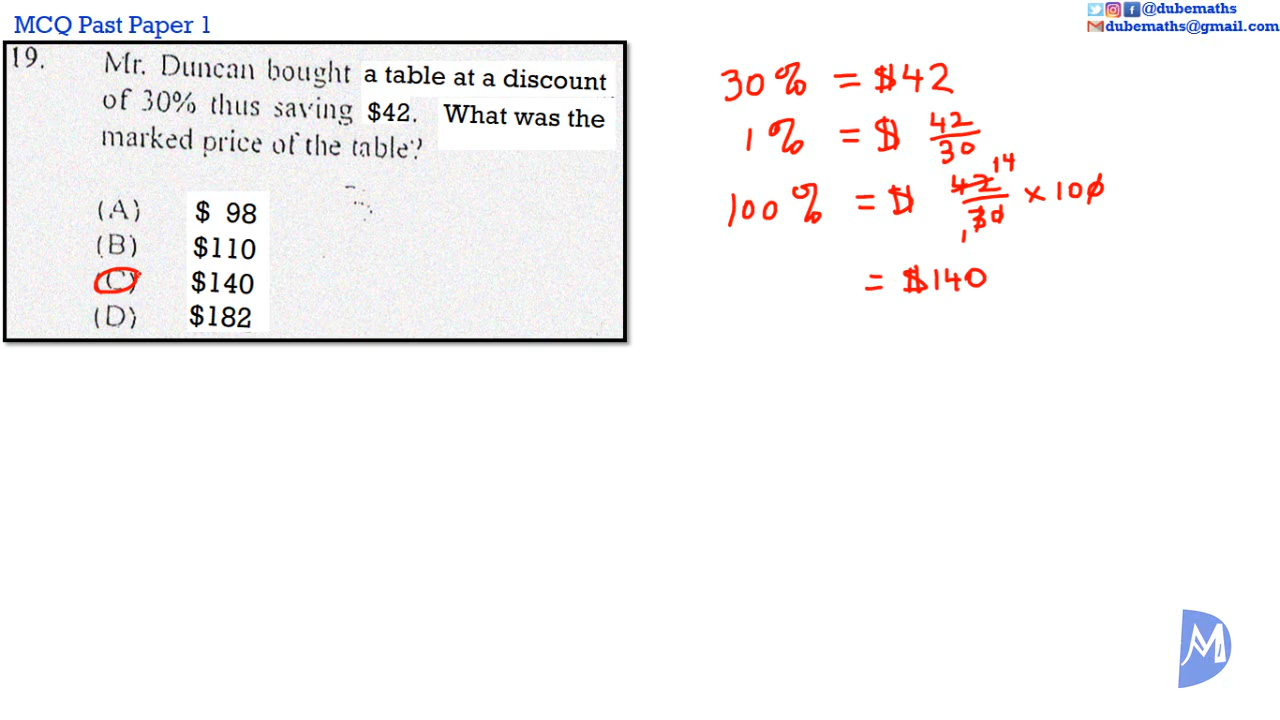 MCQ Past Paper 1
@dubemaths
dubemaths@gmail.com
19. Mr. Duncan bought a table at a discount
of 30% thus saving $42. What was the
marked price of the table?
(A) $ 98
(B) $110
(C) $140
(D) $182
30% = $42
1% = $ 42/30
100% = $ 42/30 14 1 × 100
= $140
M